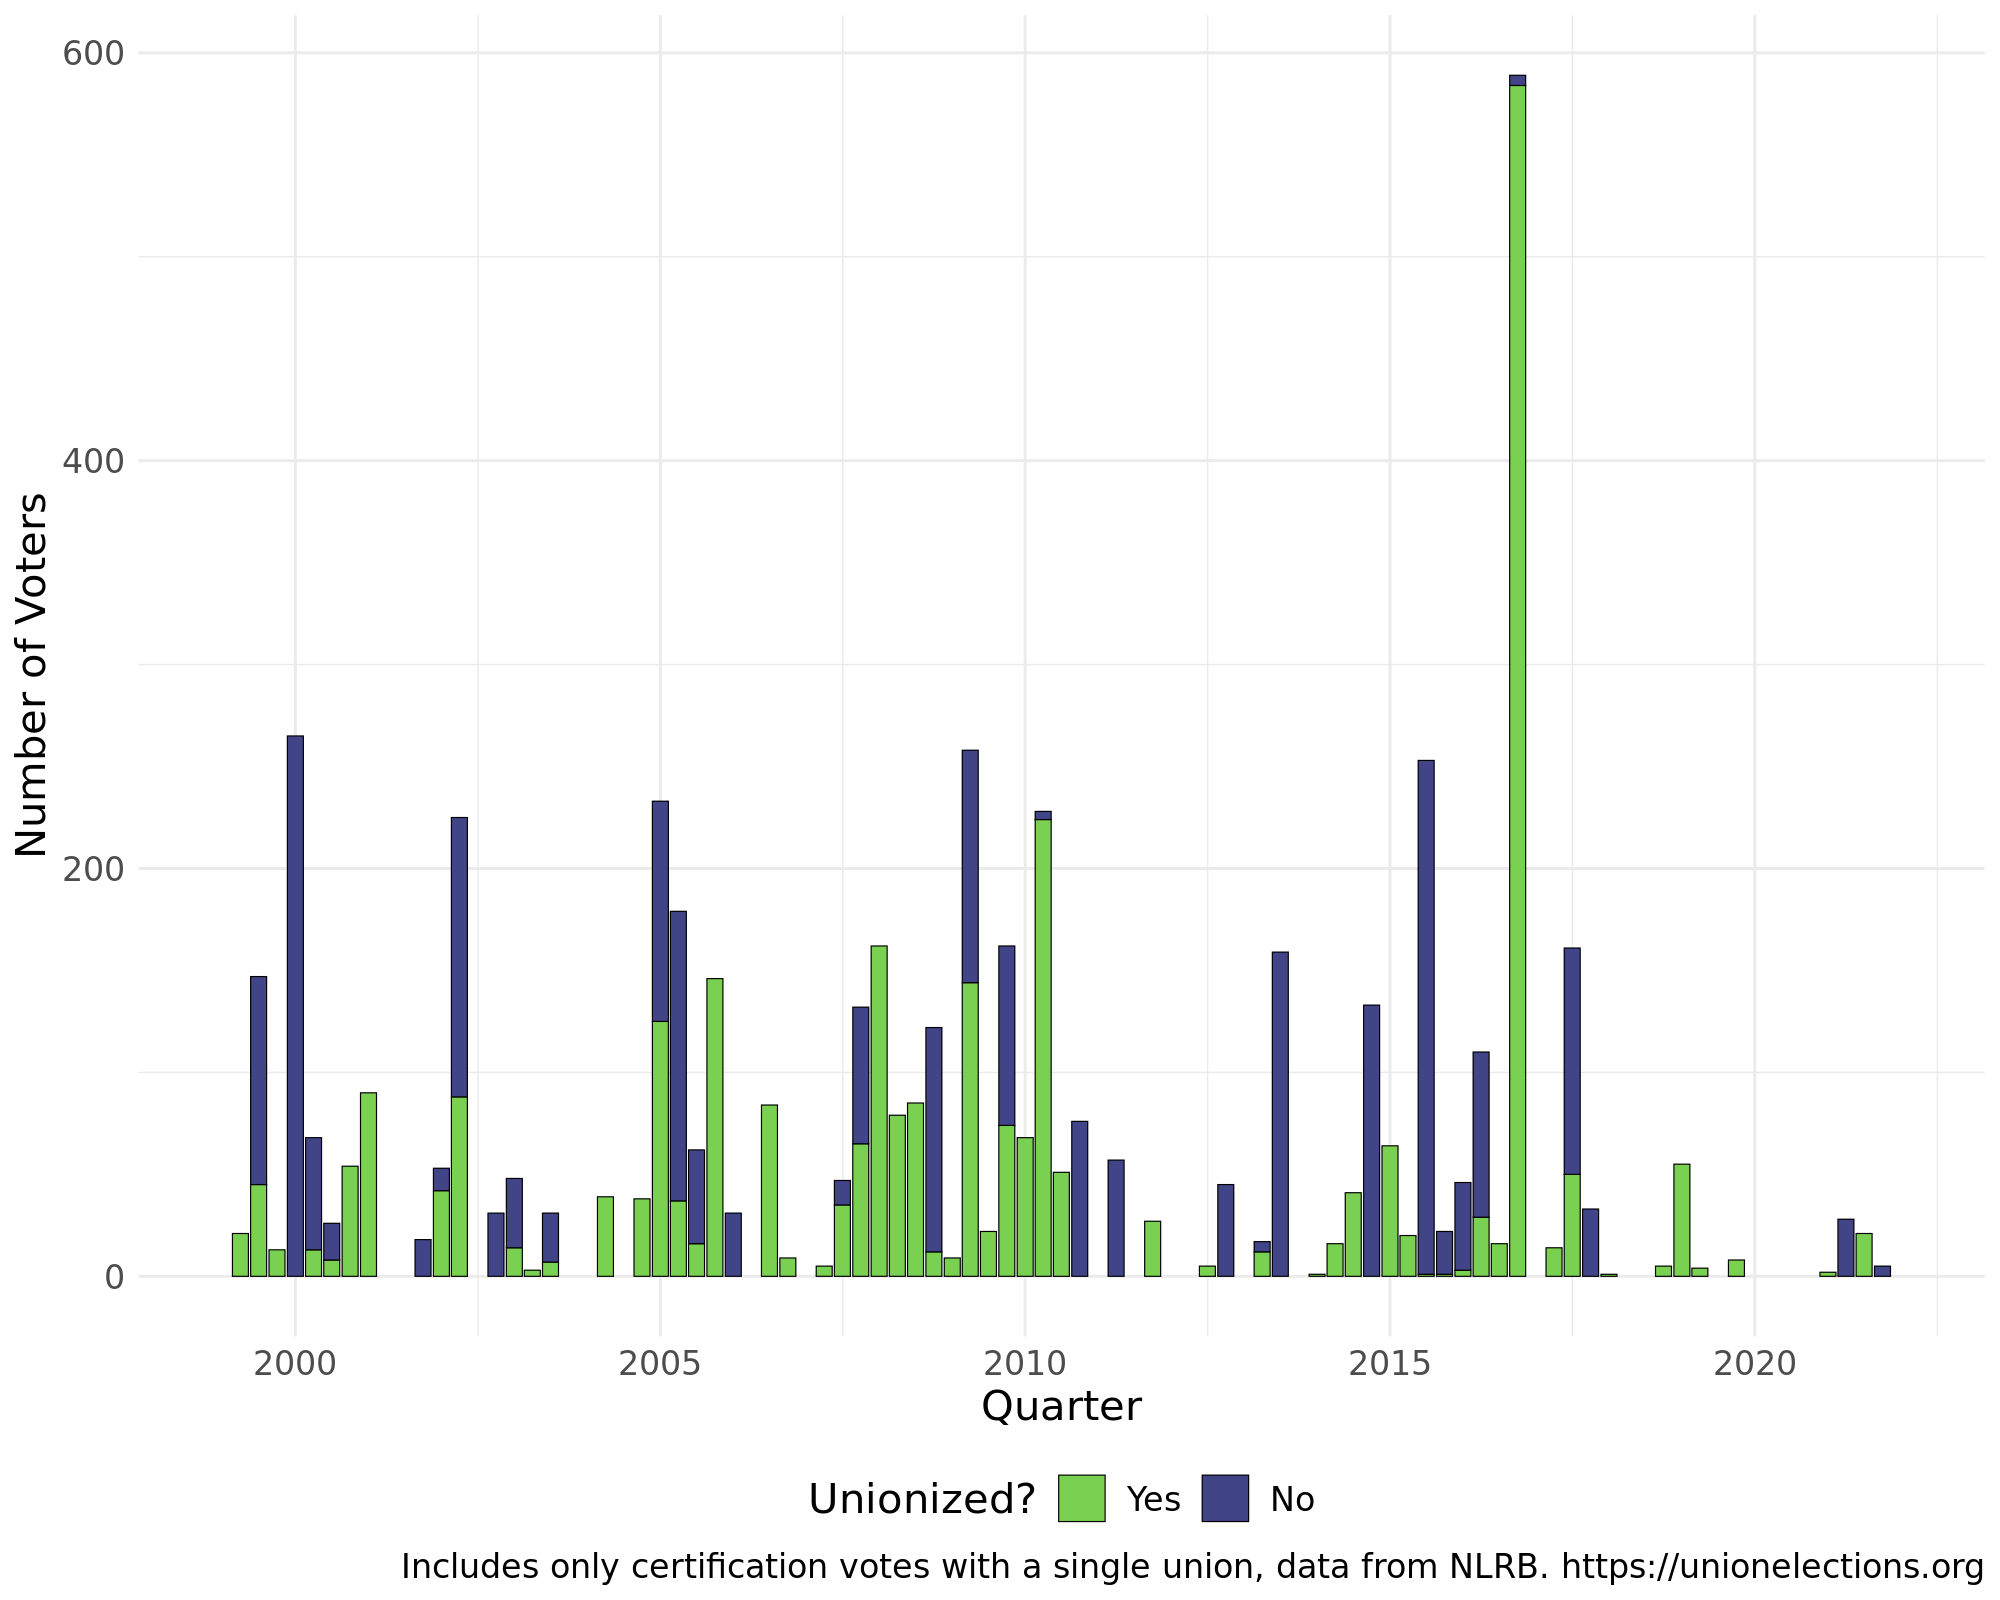 600
400
200
0
Number of Voters
2000 2005 2010 2015 2020
Quarter
Unionized? Yes No
Includes only certification votes with a single union, data from NLRB. https://unionelections.org